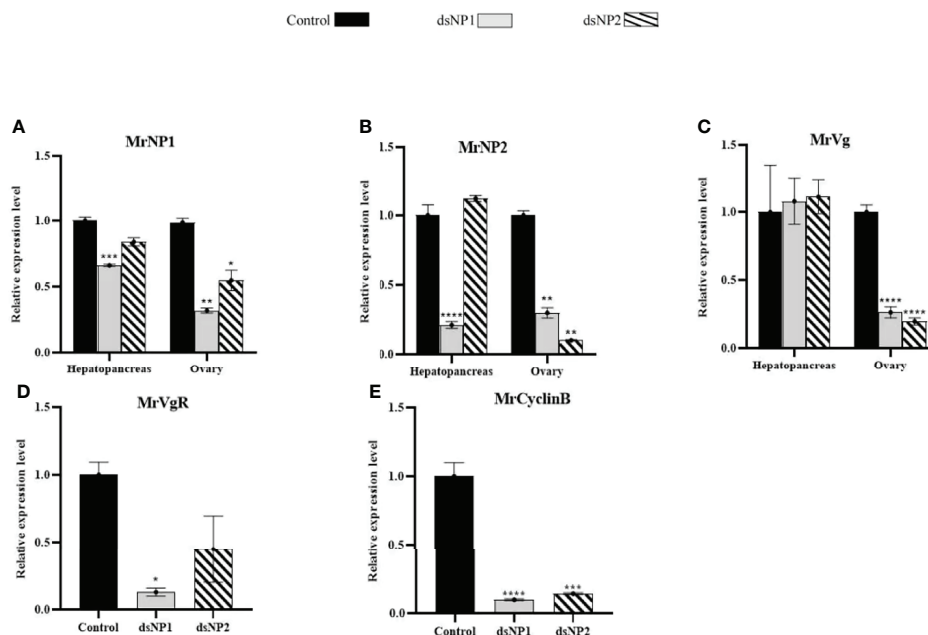 Control dsNP1 dsNP2
A
MrNP1
Relative expression level
1.5
1.0
0.5
0.0
***
**
*
Hepatopancreas Ovary
B
MrNP2
Relative expression level
1.5
1.0
0.5
0.0
****
**
**
Hepatopancreas Ovary
C
MrVg
Relative expression level
1.5
1.0
0.5
0.0
****
****
Hepatopancreas Ovary
D
MrVgR
Relative expression level
1.5
1.0
0.5
0.0
*
Control dsNP1 dsNP2
E
MrCyclinB
Relative expression level
1.5
1.0
0.5
0.0
****
***
Control dsNP1 dsNP2